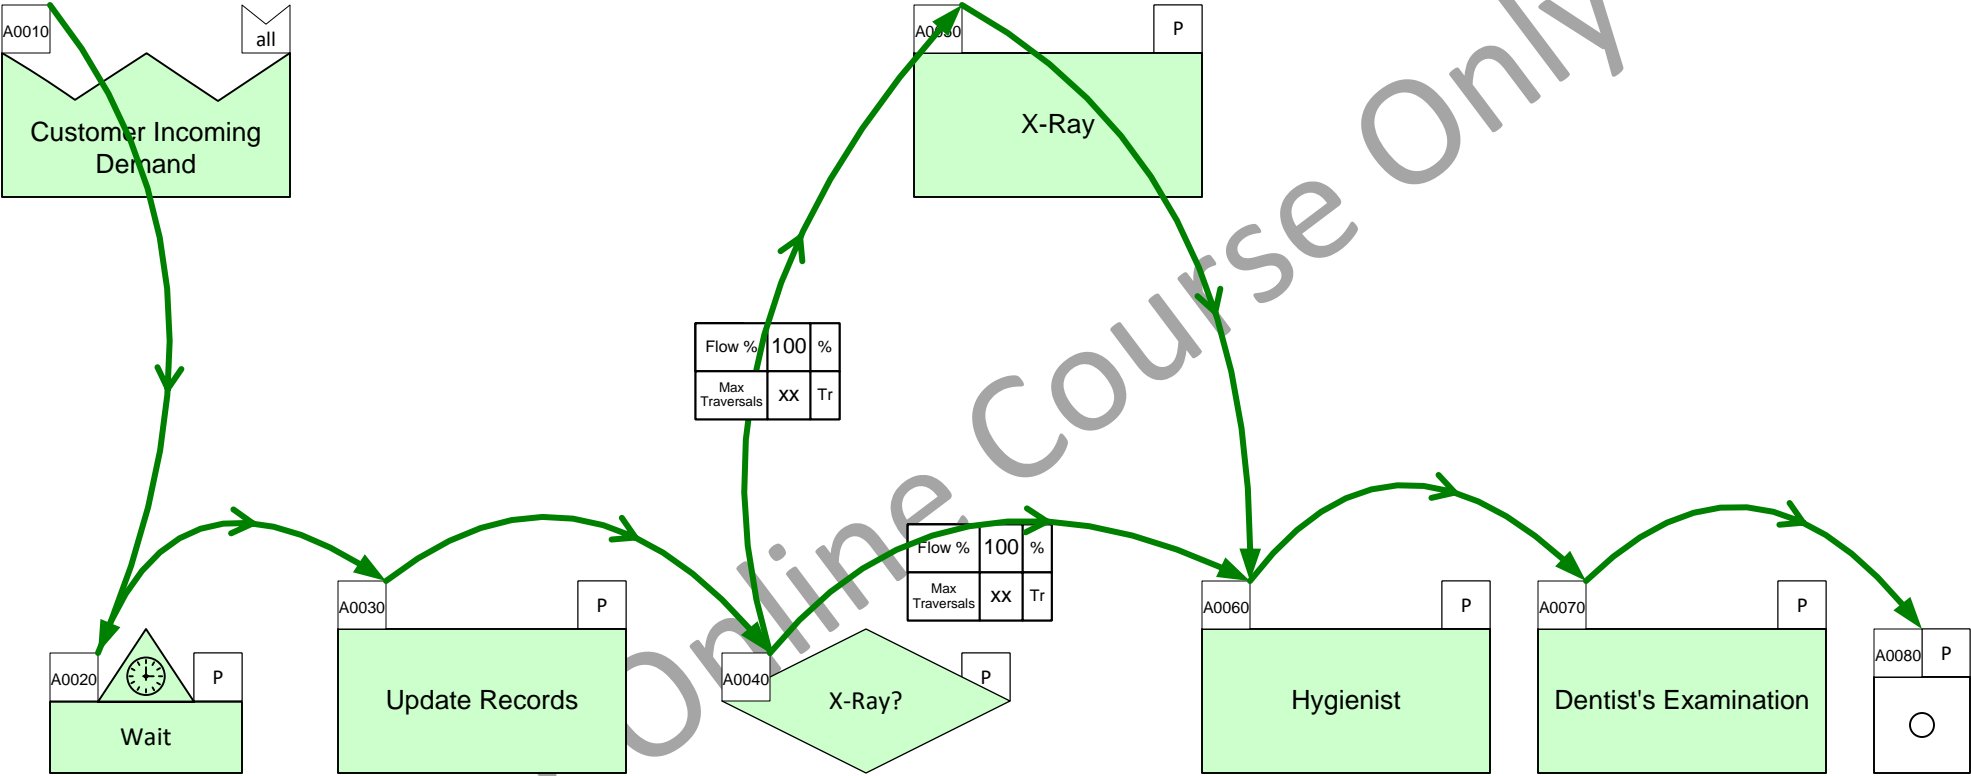 A0010
all
Customer Incoming
Demand
P
X-Ray
Flow % 100 %
Max
Traversals xx Tr
Flow % 100 %
Max
Traversals xx Tr
A0020
P
Wait
A0030
P
Update Records
A0040
P
X-Ray?
A0060
P
Hygienist
A0070
P
Dentist's Examination
A0080
P
Online Course Only